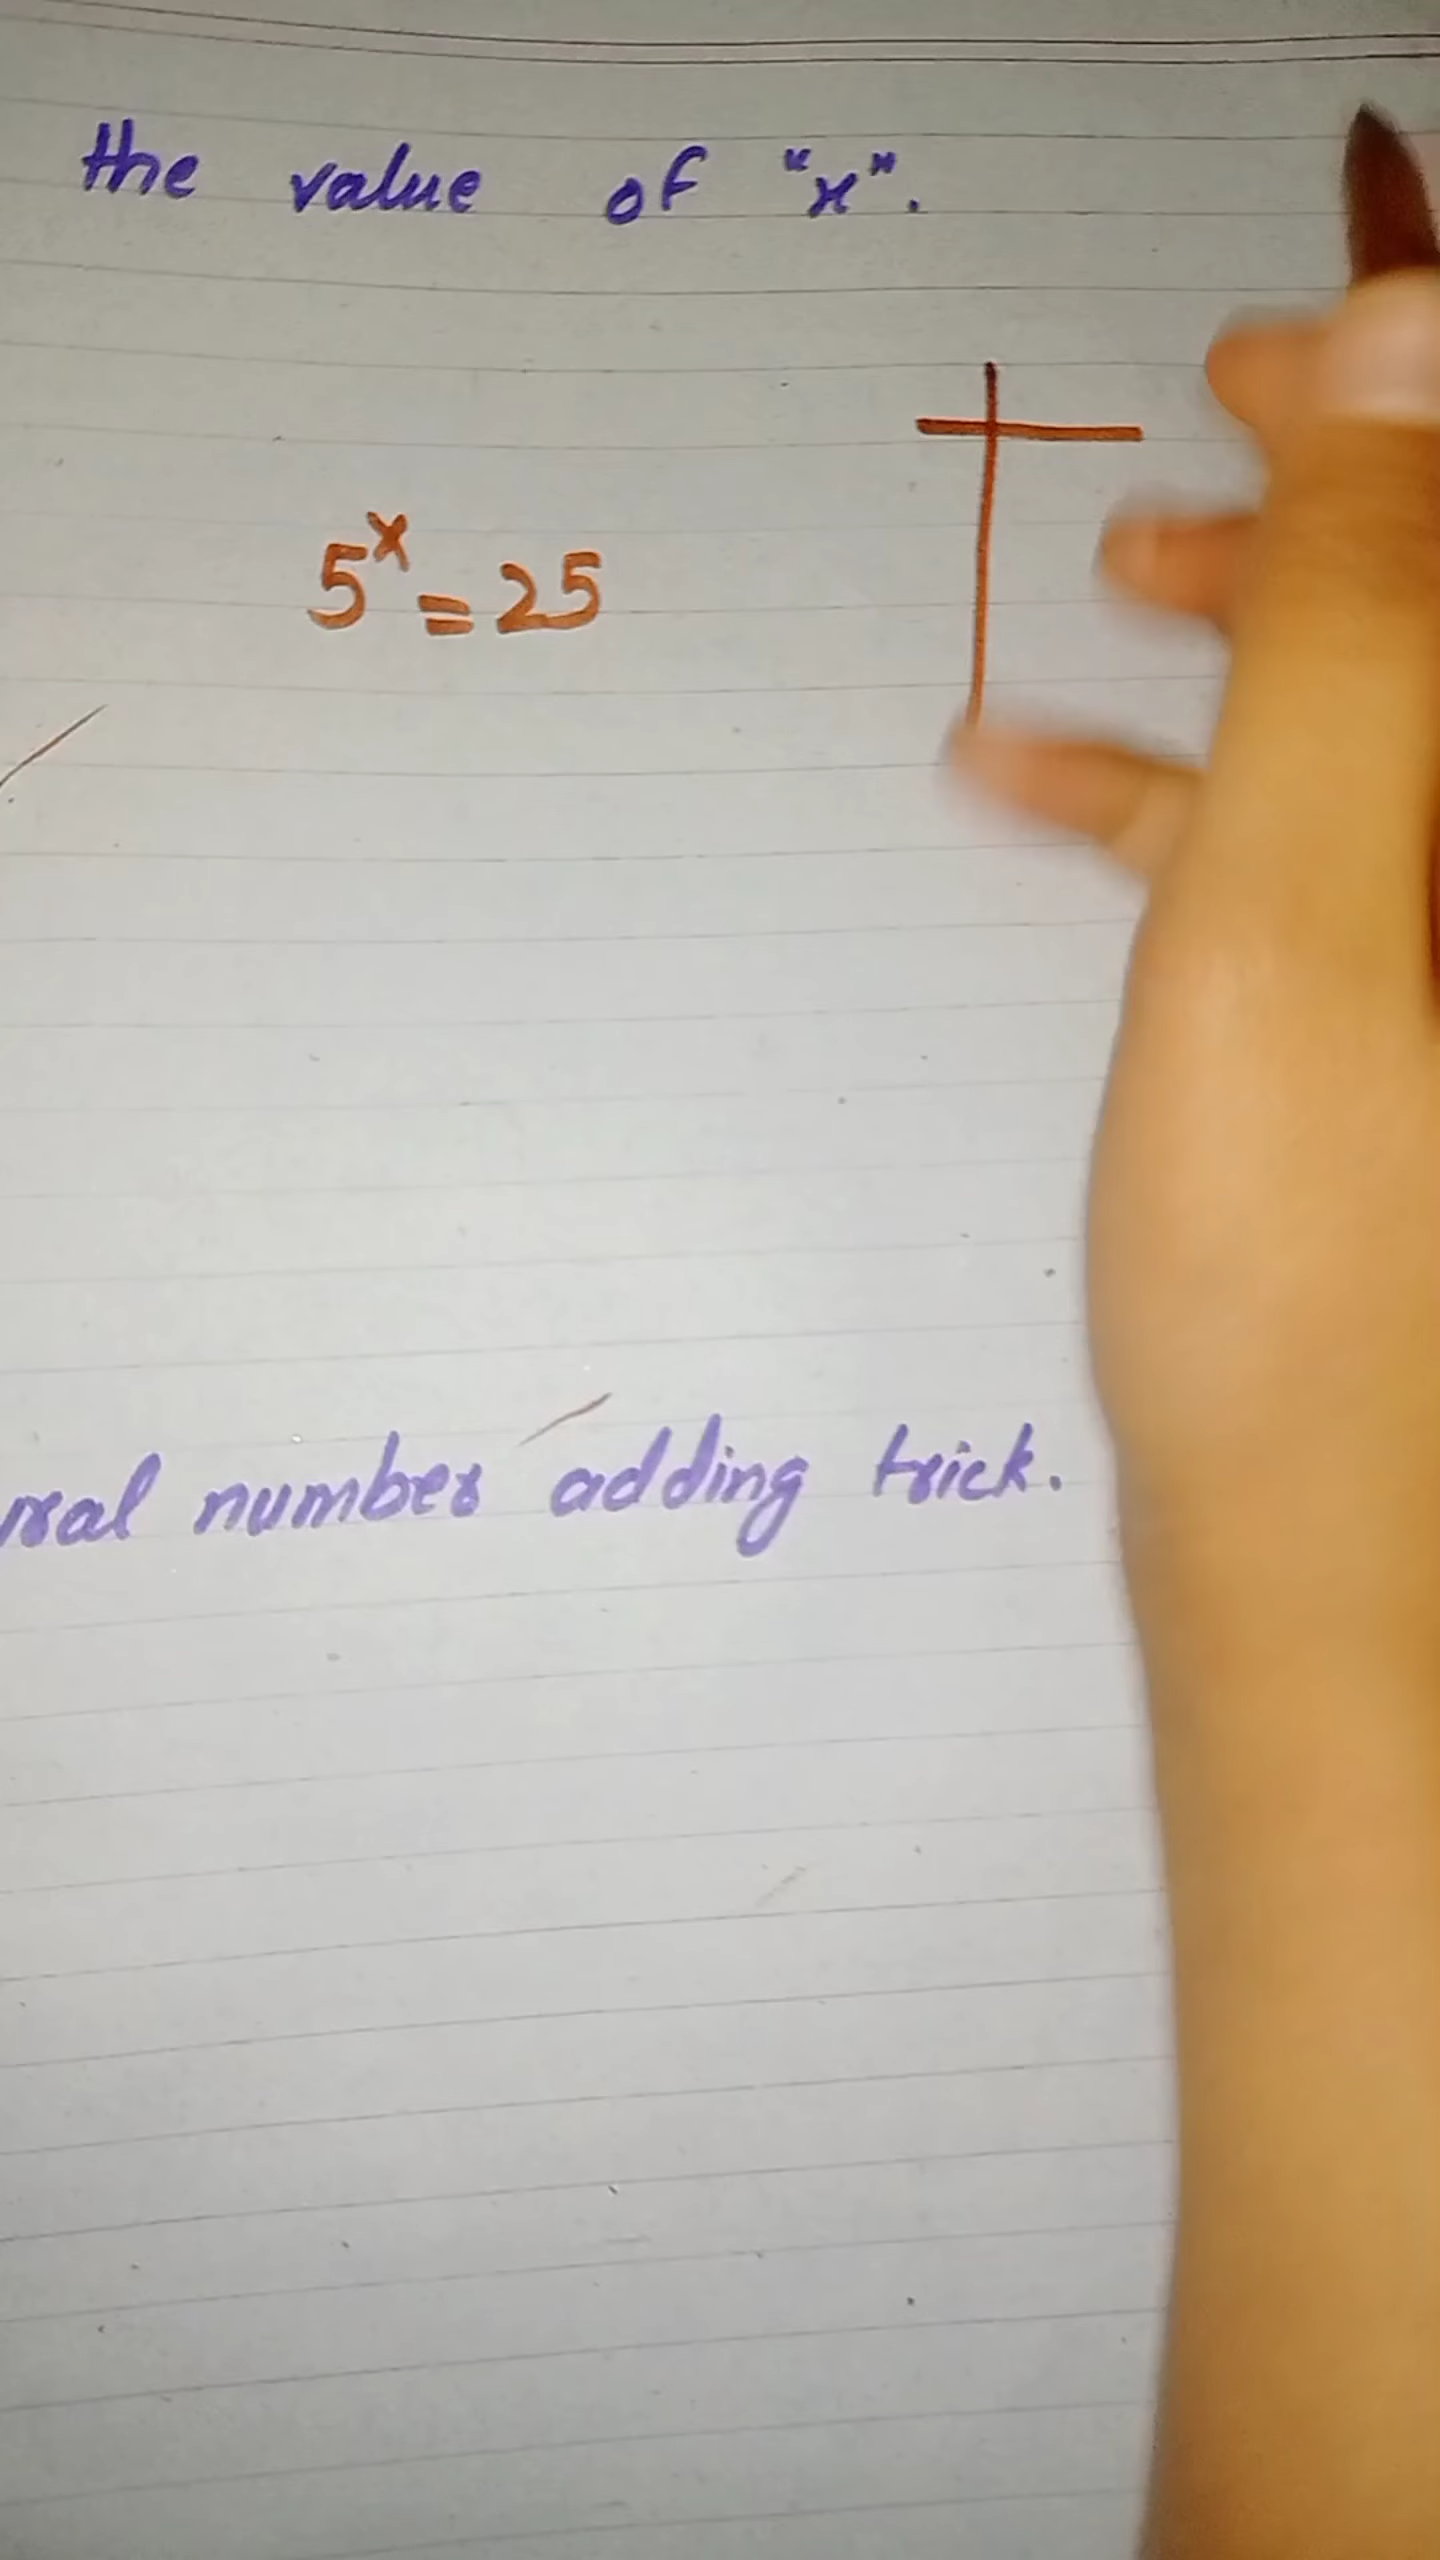 the value of "x".
5ˣ = 25
number adding trick.